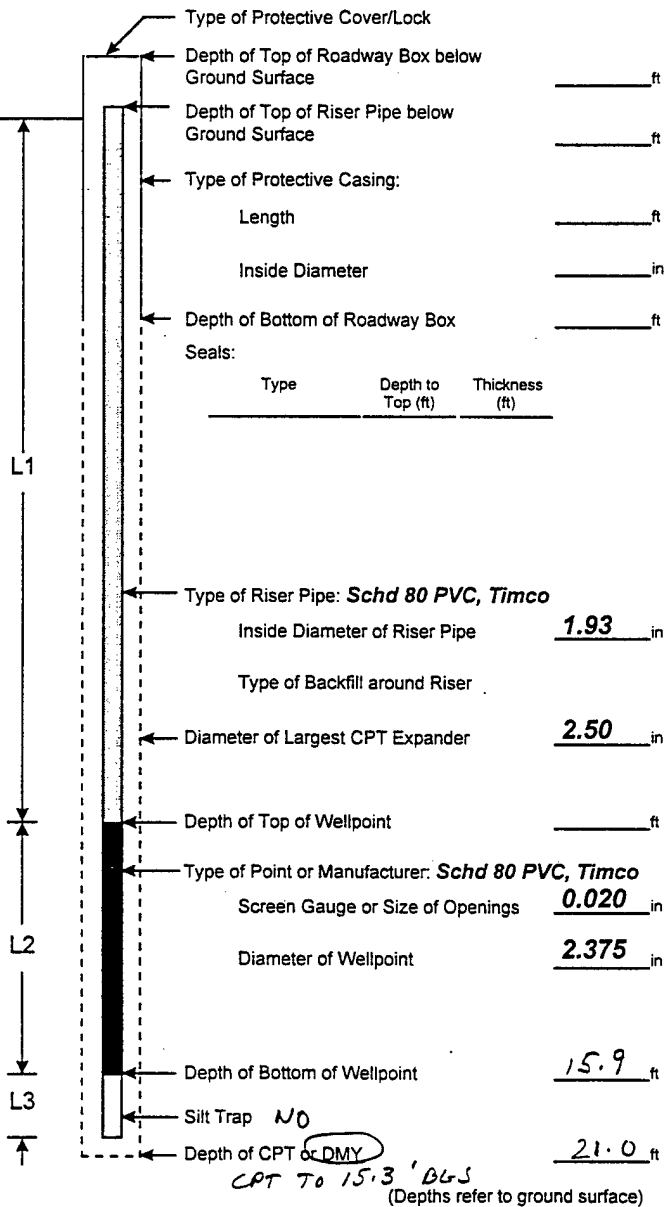 Type of Protective Cover/Lock
Depth of Top of Roadway Box below
Ground Surface ft
Depth of Top of Riser Pipe below
Ground Surface ft
Type of Protective Casing:
Length ft
Inside Diameter in
Depth of Bottom of Roadway Box ft
Seals:
Type Depth to Thickness
Top (ft) (ft)
L1
Type of Riser Pipe: Schd 80 PVC, Timco
Inside Diameter of Riser Pipe 1.93 in
Type of Backfill around Riser
Diameter of Largest CPT Expander 2.50 in
Depth of Top of Wellpoint ft
Type of Point or Manufacturer: Schd 80 PVC, Timco
Screen Gauge or Size of Openings 0.020 in
L2
Diameter of Wellpoint 2.375 in
Depth of Bottom of Wellpoint 15.9 ft
L3
Silt Trap NO
Depth of CPT or DMY 21.0 ft
CPT TO 15.3 ' BGS
(Depths refer to ground surface)